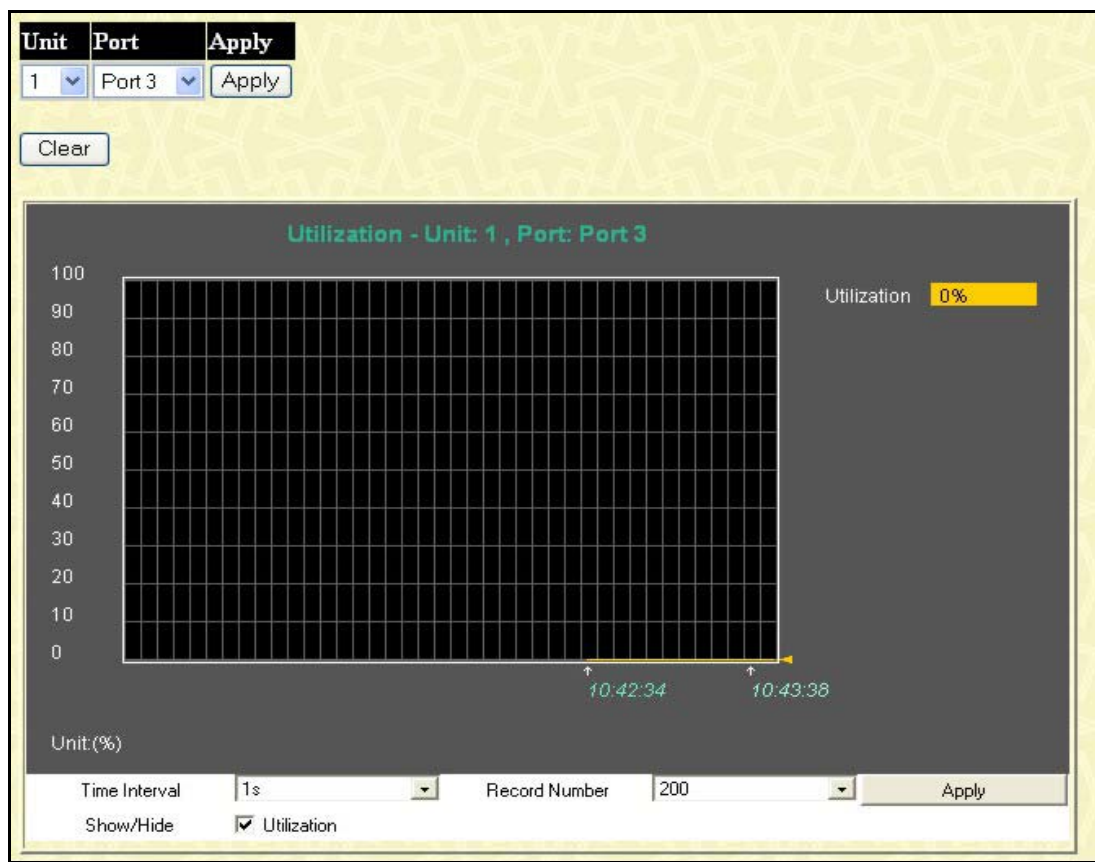 Unit Port Apply
1 Port 3 Apply
Clear
Utilization - Unit: 1 , Port: Port 3
100
Utilization 0%
90
80
70
60
50
40
30
20
10
0
10:42:34 10:43:38
Unit:(%)
Time Interval 1s Record Number 200 Apply
Show/Hide Utilization